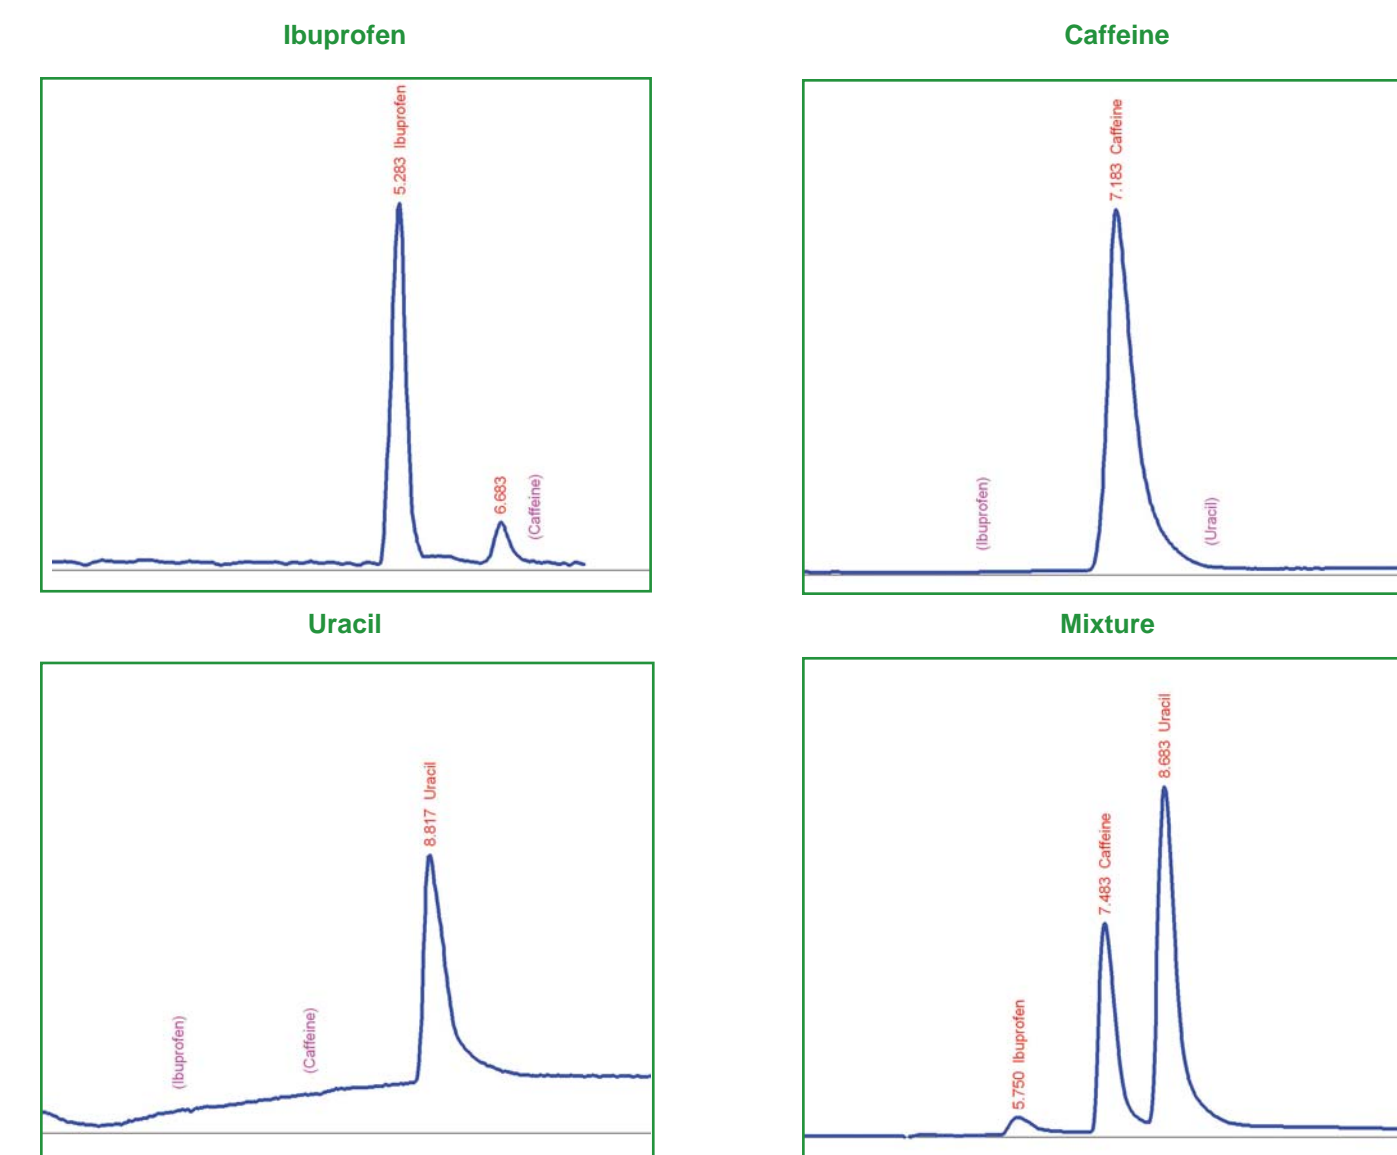 Ibuprofen
5.283 Ibuprofen
6.683
(Caffeine)
Caffeine
(Ibuprofen)
7.183 Caffeine
(Uracil)
Uracil
(Ibuprofen)
(Caffeine)
8.817 Uracil
Mixture
5.750 Ibuprofen
7.483 Caffeine
8.683 Uracil